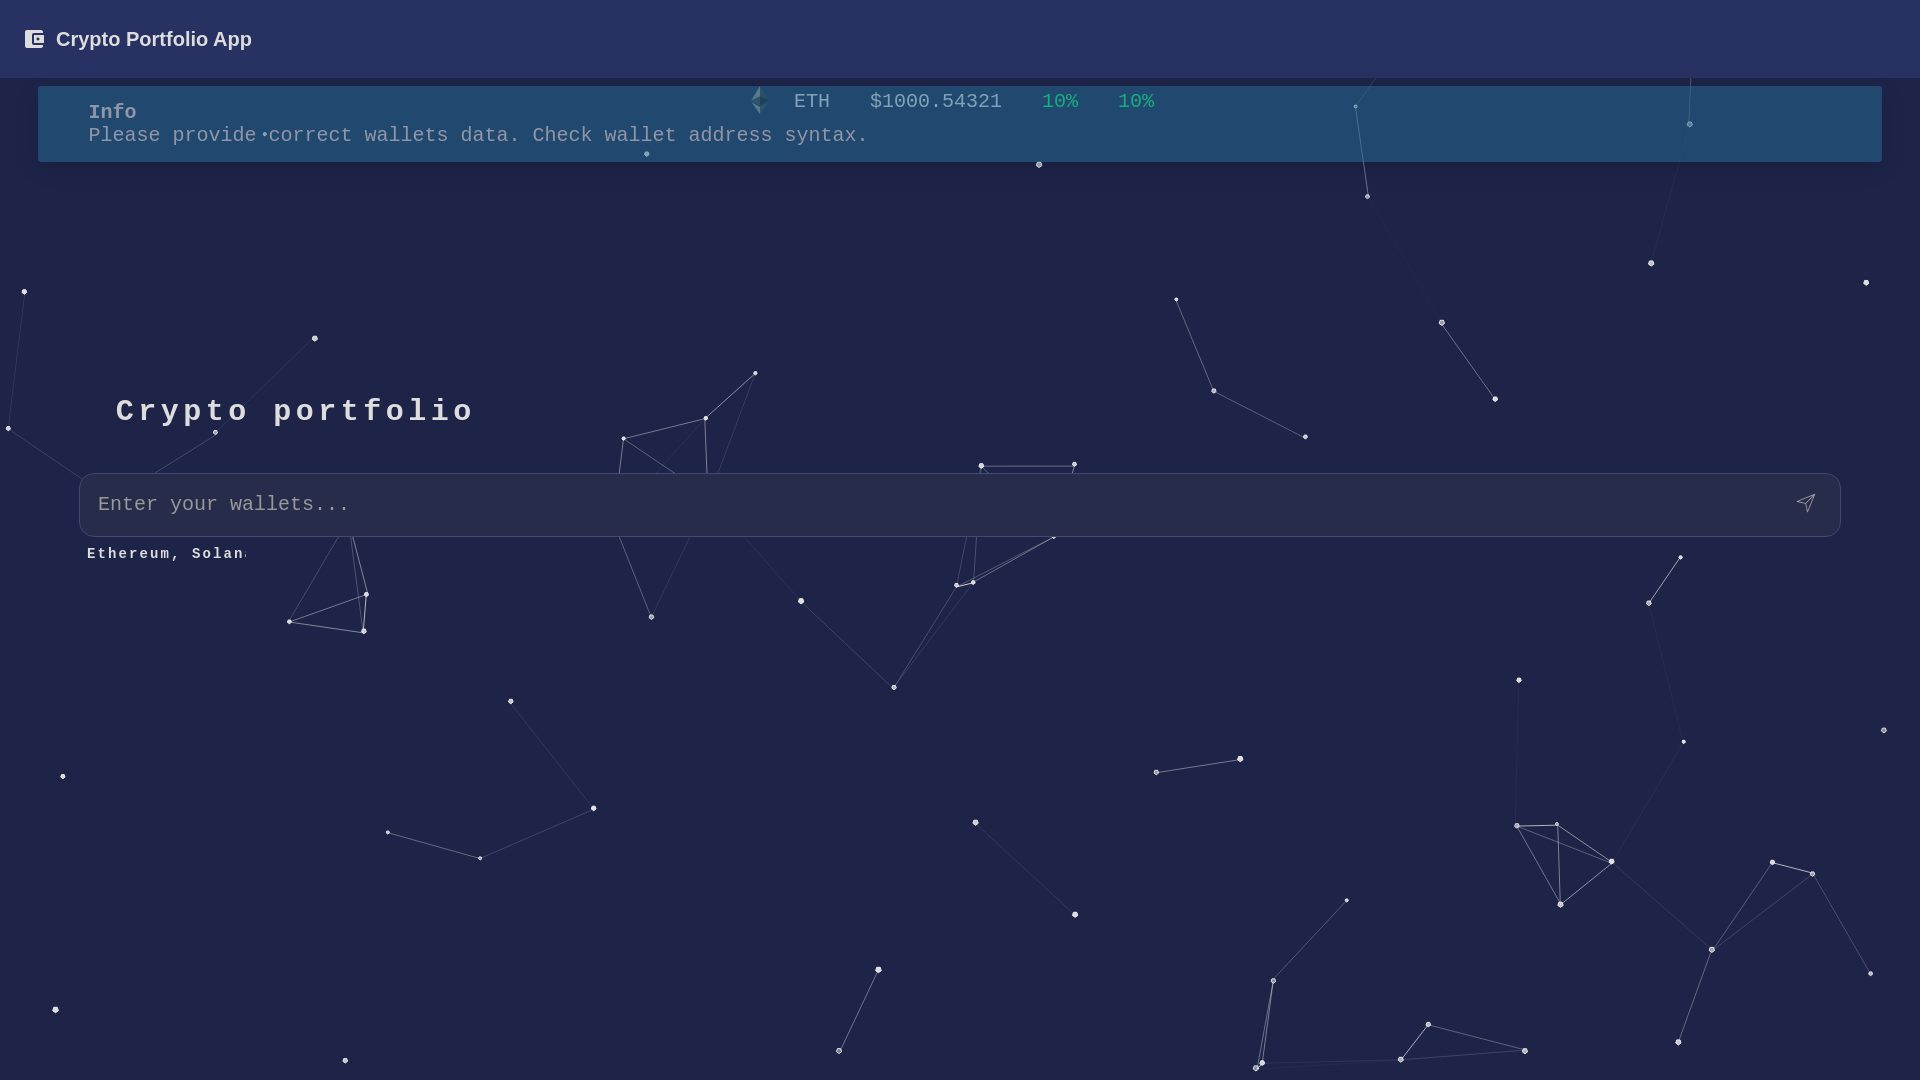 Crypto Portfolio App
ETH $1000.54321 10% 10%
Info
Please provide correct wallets data. Check wallet address syntax.
Crypto portfolio
Enter your wallets...
Ethereum, Solan